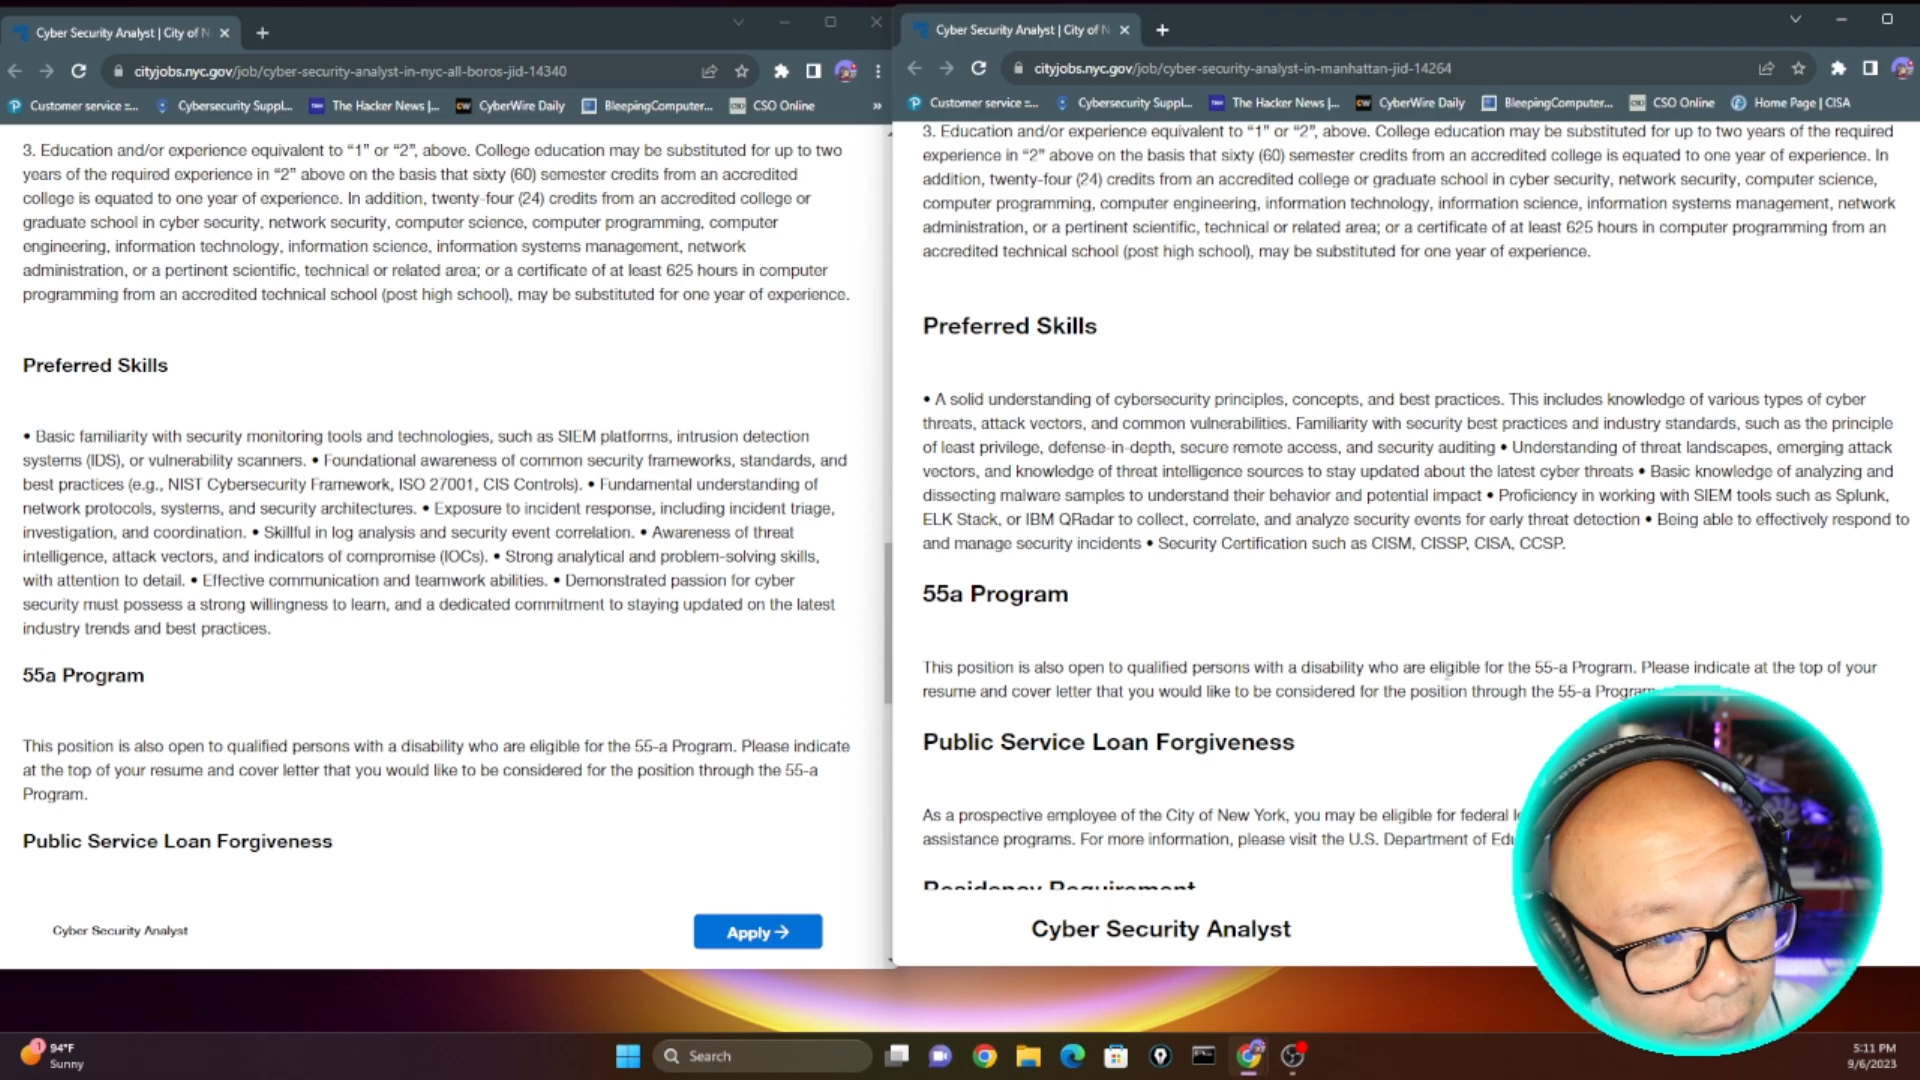 Cyber Security Analyst | City of N
cityjobs.nyc.gov/job/cyber-security-analyst-in-nyc-all-boros-jid-14340
Customer service =... Cybersecurity Suppl... The Hacker News |... CyberWire Daily BleepingComputer... CSO Online »
3. Education and/or experience equivalent to “1” or “2”, above. College education may be substituted for up to two
years of the required experience in “2” above on the basis that sixty (60) semester credits from an accredited
college is equated to one year of experience. In addition, twenty-four (24) credits from an accredited college or
graduate school in cyber security, network security, computer science, computer programming, computer
engineering, information technology, information science, information systems management, network
administration, or a pertinent scientific, technical or related area; or a certificate of at least 625 hours in computer
programming from an accredited technical school (post high school), may be substituted for one year of experience.
Preferred Skills
• Basic familiarity with security monitoring tools and technologies, such as SIEM platforms, intrusion detection
systems (IDS), or vulnerability scanners. • Foundational awareness of common security frameworks, standards, and
best practices (e.g., NIST Cybersecurity Framework, ISO 27001, CIS Controls). • Fundamental understanding of
network protocols, systems, and security architectures. • Exposure to incident response, including incident triage,
investigation, and coordination. • Skillful in log analysis and security event correlation. • Awareness of threat
intelligence, attack vectors, and indicators of compromise (IOCs). • Strong analytical and problem-solving skills,
with attention to detail. • Effective communication and teamwork abilities. • Demonstrated passion for cyber
security must possess a strong willingness to learn, and a dedicated commitment to staying updated on the latest
industry trends and best practices.
55a Program
This position is also open to qualified persons with a disability who are eligible for the 55-a Program. Please indicate
at the top of your resume and cover letter that you would like to be considered for the position through the 55-a
Program.
Public Service Loan Forgiveness
Cyber Security Analyst
Apply →
Cyber Security Analyst | City of N
cityjobs.nyc.gov/job/cyber-security-analyst-in-manhattan-jid-14264
Customer service =... Cybersecurity Suppl... The Hacker News |... CyberWire Daily BleepingComputer... CSO Online Home Page | CISA
3. Education and/or experience equivalent to “1” or “2”, above. College education may be substituted for up to two years of the required
experience in “2” above on the basis that sixty (60) semester credits from an accredited college is equated to one year of experience. In
addition, twenty-four (24) credits from an accredited college or graduate school in cyber security, network security, computer science,
computer programming, computer engineering, information technology, information science, information systems management, network
administration, or a pertinent scientific, technical or related area; or a certificate of at least 625 hours in computer programming from an
accredited technical school (post high school), may be substituted for one year of experience.
Preferred Skills
• A solid understanding of cybersecurity principles, concepts, and best practices. This includes knowledge of various types of cyber
threats, attack vectors, and common vulnerabilities. Familiarity with security best practices and industry standards, such as the principle
of least privilege, defense-in-depth, secure remote access, and security auditing • Understanding of threat landscapes, emerging attack
vectors, and knowledge of threat intelligence sources to stay updated about the latest cyber threats • Basic knowledge of analyzing and
dissecting malware samples to understand their behavior and potential impact • Proficiency in working with SIEM tools such as Splunk,
ELK Stack, or IBM QRadar to collect, correlate, and analyze security events for early threat detection • Being able to effectively respond to
and manage security incidents • Security Certification such as CISM, CISSP, CISA, CCSP.
55a Program
This position is also open to qualified persons with a disability who are eligible for the 55-a Program. Please indicate at the top of your
resume and cover letter that you would like to be considered for the position through the 55-a Program
Public Service Loan Forgiveness
As a prospective employee of the City of New York, you may be eligible for federal
assistance programs. For more information, please visit the U.S. Department of
Residency Requirement
Cyber Security Analyst
1
94°F
Sunny
Search
5:11 PM
9/6/2023